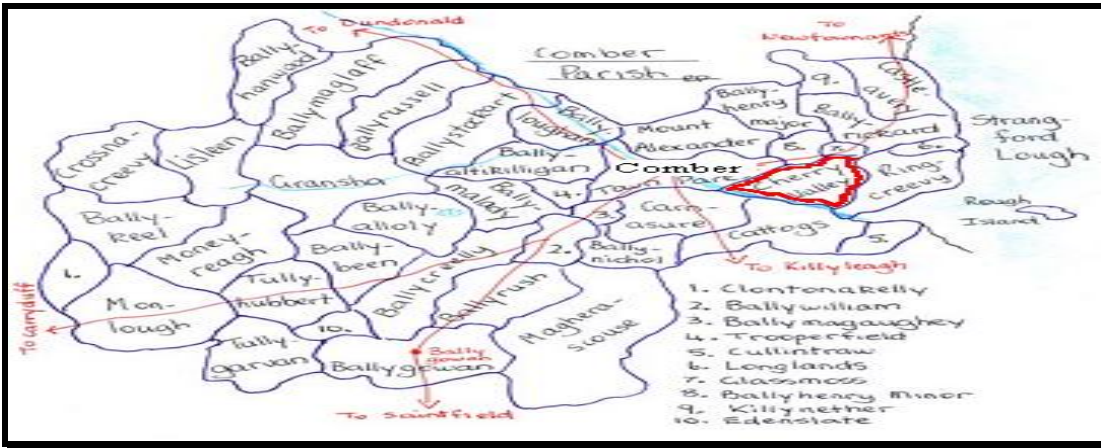 To Dundonald
To
Newtownards
Comber
Parish
Bally-
hanwood
Ballymaglaff
Ballyrussell
Ballystockart
Bally-
loughan
Bally-
henry
major
9.
Castle-
avery
Bally-
rickard
Mount
Alexander
8.
7.
6.
Strang-
ford
Lough
Crossna-
creevy
Lisleen
Gransha
Bally-
altikilligan
Comber
Town Parks
Cherry
Valley
Ring-
creevy
Rough
Island
Bally-
keel
Money-
reagh
Bally-
alloly
Bally-
malady
4.
3.
Carn-
asure
Cattogs
5.
1.
Mon-
lough
Bally-
been
Tully-
hubbert
Ballycreelly
2.
Bally-
nichol
To Killyleagh
To Carryduff
Tully-
garvan
10.
Ballyrush
Maghera-
scouse
Bally
gowan
Ballygowan
To Saintfield
1. Clontonakelly
2. Ballywilliam
3. Ballymagaughey
4. Trooperfield
5. Cullintraw
6. Longlands
7. Glassmoss
8. Ballyhenry Minor
9. Killynether
10. Edenslate